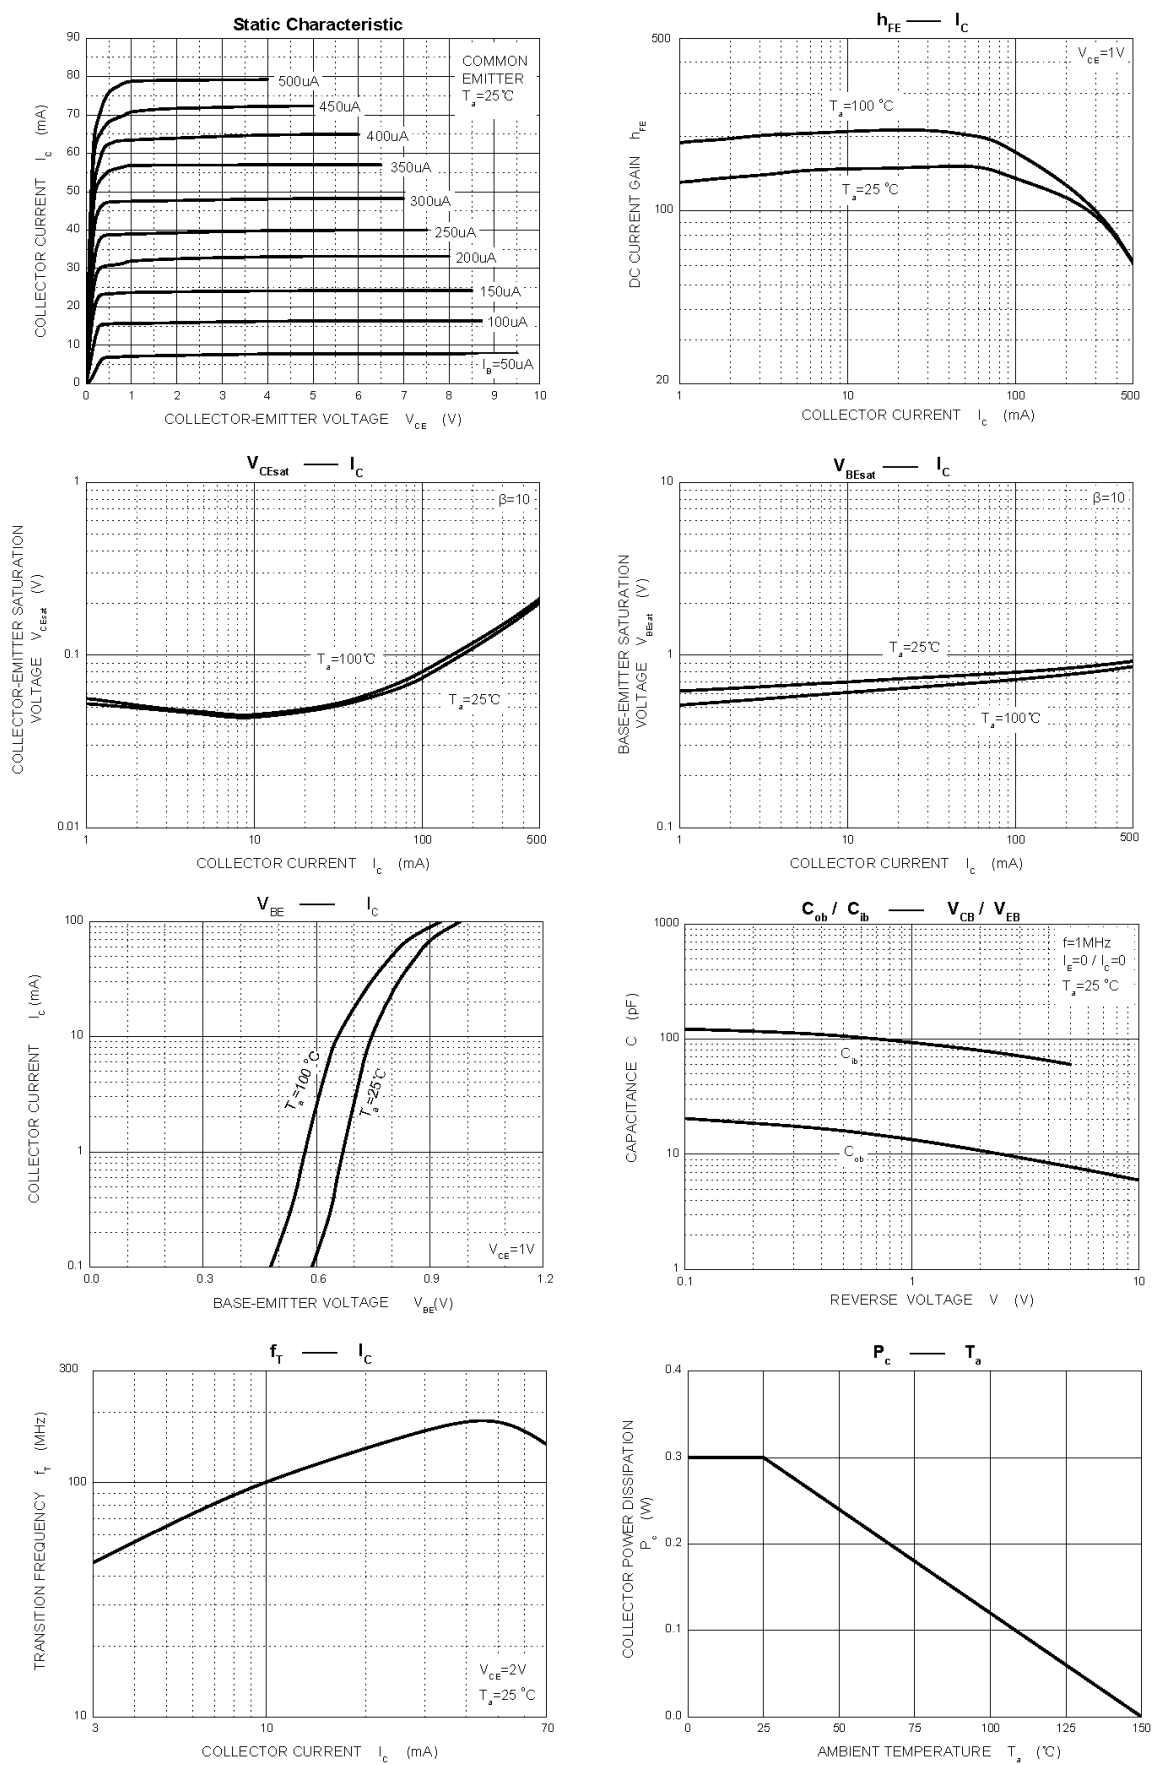 Static Characteristic
COMMON
EMITTER
Ta=25℃
500uA
450uA
400uA
350uA
300uA
250uA
200uA
150uA
100uA
IB=50uA
90
80
70
60
50
40
30
20
10
0
0 1 2 3 4 5 6 7 8 9 10
COLLECTOR CURRENT IC (mA)
COLLECTOR-EMITTER VOLTAGE VCE (V)
hFE —— IC
VCE=1V
Ta=100 °C
Ta=25 °C
500
100
20
1 10 100 500
DC CURRENT GAIN hFE
COLLECTOR CURRENT IC (mA)
VCEsat —— IC
β=10
Ta=100℃
Ta=25℃
1
0.1
0.01
1 10 100 500
COLLECTOR-EMITTER SATURATION
VOLTAGE VCEsat (V)
COLLECTOR CURRENT IC (mA)
VBEsat —— IC
β=10
Ta=25℃
Ta=100℃
10
1
0.1
1 10 100 500
BASE-EMITTER SATURATION
VOLTAGE VBEsat (V)
COLLECTOR CURRENT IC (mA)
VBE —— IC
Ta=100 °C
Ta=25℃
VCE=1V
100
10
1
0.1
0.0 0.3 0.6 0.9 1.2
COLLECTOR CURRENT IC (mA)
BASE-EMITTER VOLTAGE VBE(V)
Cob / Cib —— VCB / VEB
f=1MHz
IE=0 / IC=0
Ta=25 °C
Cib
Cob
1000
100
10
1
0.1 1 10
CAPACITANCE C (pF)
REVERSE VOLTAGE V (V)
fT —— IC
VCE=2V
Ta=25 °C
300
100
10
3 10 70
TRANSITION FREQUENCY fT (MHz)
COLLECTOR CURRENT IC (mA)
Pc —— Ta
0.4
0.3
0.2
0.1
0.0
0 25 50 75 100 125 150
COLLECTOR POWER DISSIPATION
Pc (W)
AMBIENT TEMPERATURE Ta (℃)